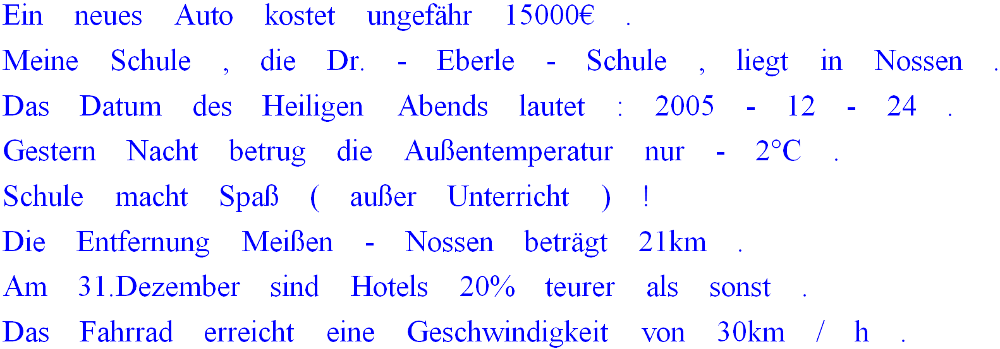 Ein neues Auto kostet ungefähr 15000€ .
Meine Schule , die Dr. - Eberle - Schule , liegt in Nossen .
Das Datum des Heiligen Abends lautet : 2005 - 12 - 24 .
Gestern Nacht betrug die Außentemperatur nur - 2°C .
Schule macht Spaß ( außer Unterricht ) !
Die Entfernung Meißen - Nossen beträgt 21km .
Am 31.Dezember sind Hotels 20% teurer als sonst .
Das Fahrrad erreicht eine Geschwindigkeit von 30km / h .